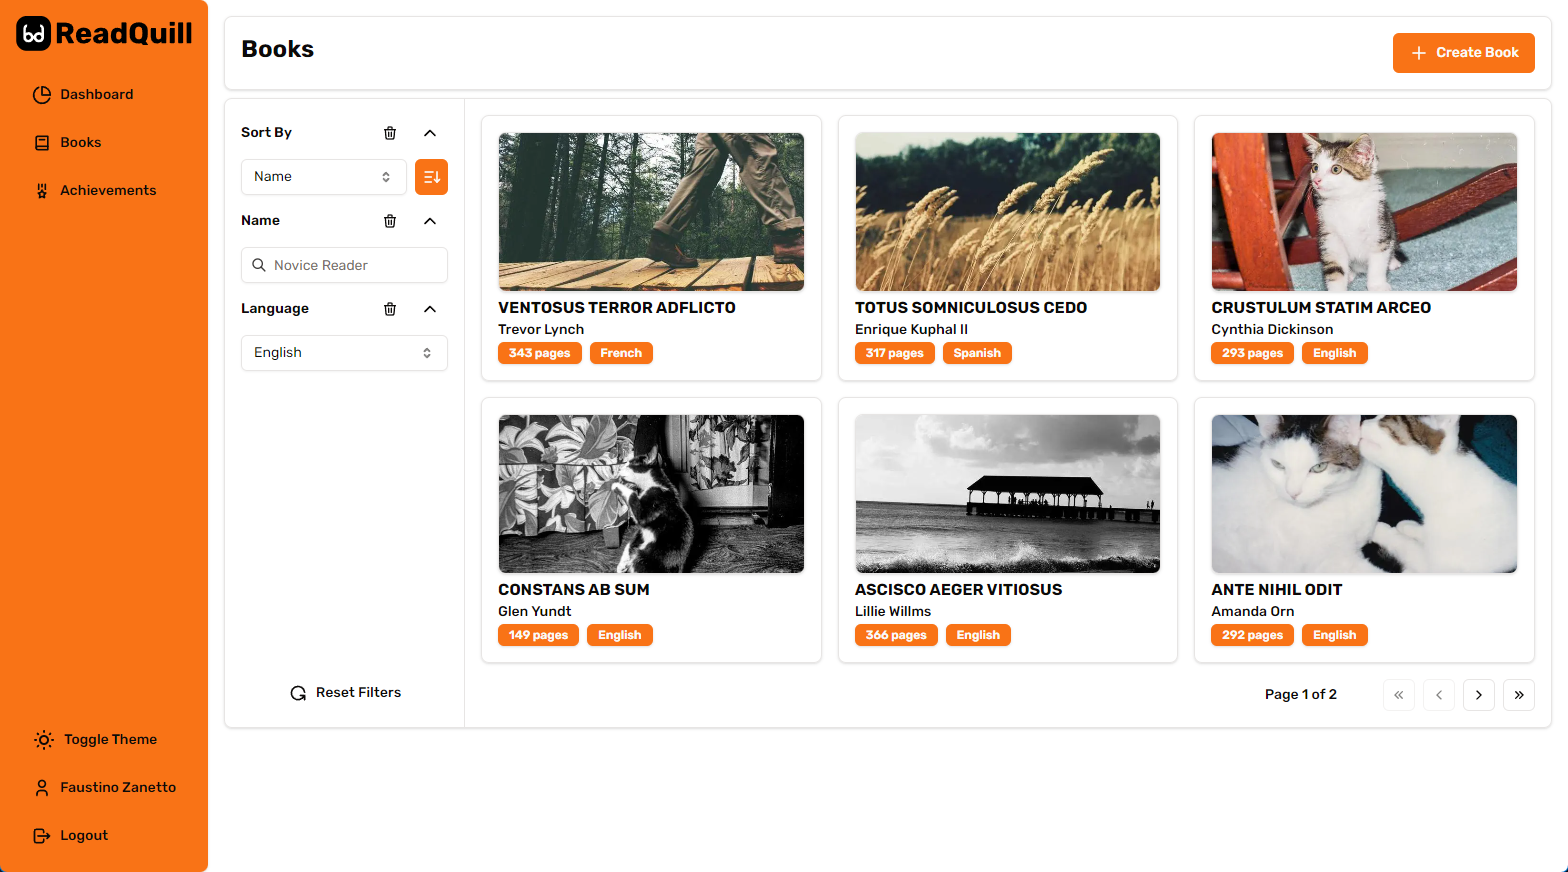 ReadQuill
Dashboard
Books
Achievements
Toggle Theme
Faustino Zanetto
Logout
Books
Create Book
Sort By
Name
Name
Novice Reader
Language
English
Reset Filters
VENTOSUS TERROR ADFLICTO
Trevor Lynch
343 pages French
TOTUS SOMNICULOSUS CEDO
Enrique Kuphal II
317 pages Spanish
CRUSTULUM STATIM ARCEO
Cynthia Dickinson
293 pages English
CONSTANS AB SUM
Glen Yundt
149 pages English
ASCISCO AEGER VITIOSUS
Lillie Willms
366 pages English
ANTE NIHIL ODIT
Amanda Orn
292 pages English
Page 1 of 2